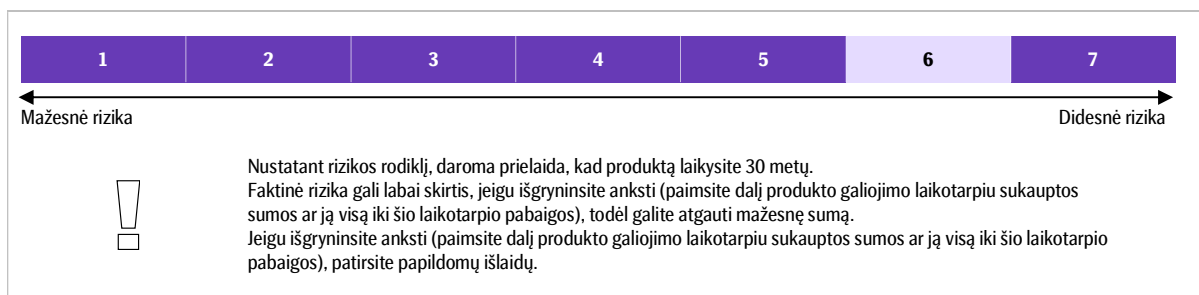 1 2 3 4 5 6 7
Mažesnė rizika Didesnė rizika
Nustatant rizikos rodiklį, daroma prielaida, kad produktą laikysite 30 metų.
Faktinė rizika gali labai skirtis, jeigu išgryninsite anksti (paimsite dalį produkto galiojimo laikotarpiu sukauptos
sumos ar ją visą iki šio laikotarpio pabaigos), todėl galite atgauti mažesnę sumą.
Jeigu išgryninsite anksti (paimsite dalį produkto galiojimo laikotarpiu sukauptos sumos ar ją visą iki šio laikotarpio
pabaigos), patirsite papildomų išlaidų.